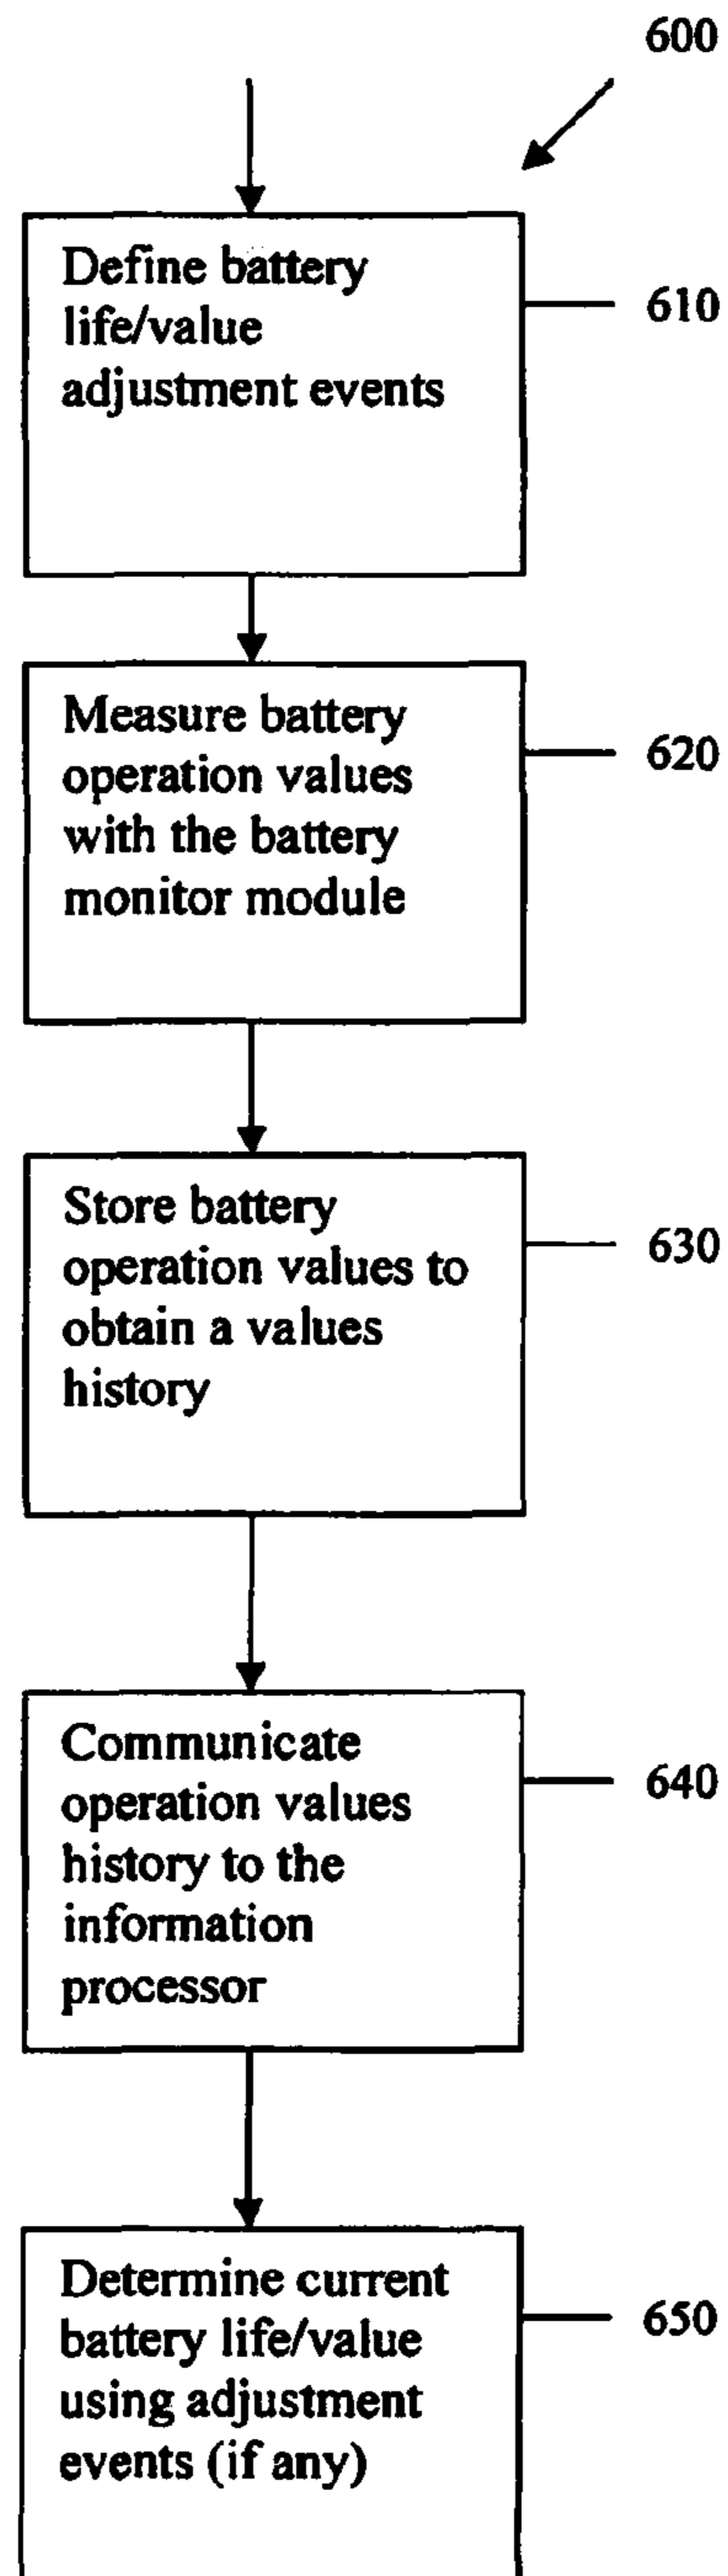 600
Define battery
life/value
adjustment events
610
Measure battery
operation values
with the battery
monitor module
620
Store battery
operation values to
obtain a values
history
630
Communicate
operation values
history to the
information
processor
640
Determine current
battery life/value
using adjustment
events (if any)
650